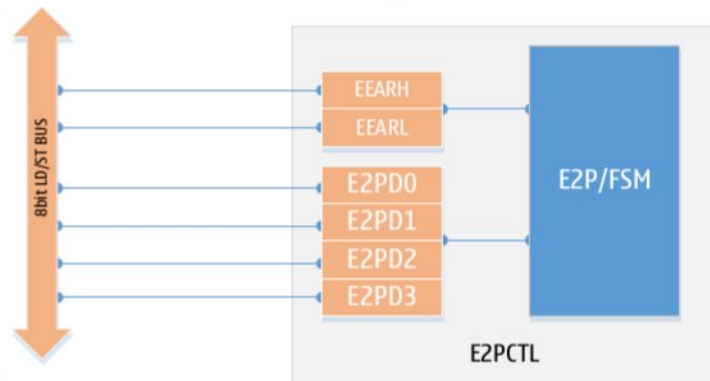 8bit LD/ST BUS
EEARH
EEARL
E2PD0
E2PD1
E2PD2
E2PD3
E2P/FSM
E2PCTL